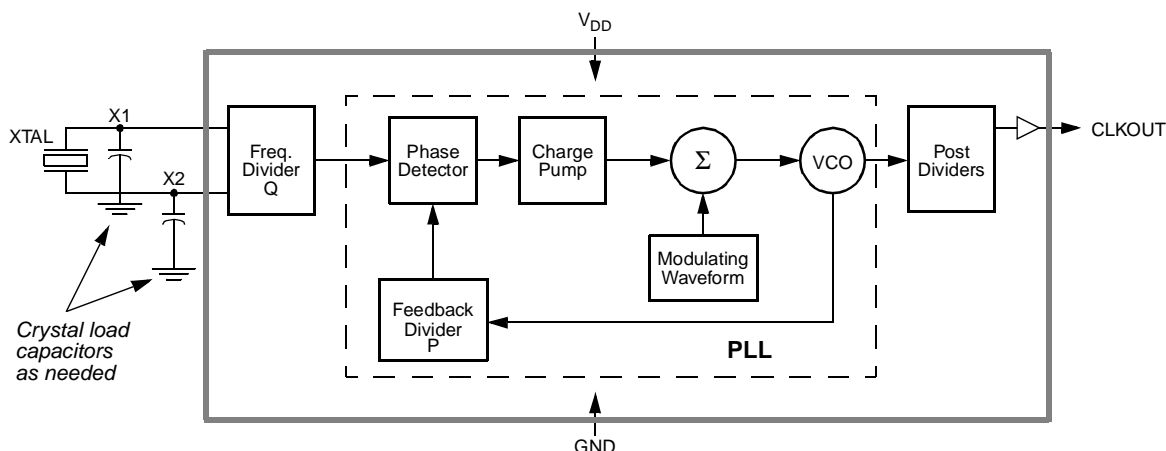 V_DD
X1
XTAL
X2
Freq.
Divider
Q
Phase
Detector
Charge
Pump
Σ
VCO
Post
Dividers
CLKOUT
Modulating
Waveform
Feedback
Divider
P
PLL
Crystal load
capacitors
as needed
GND